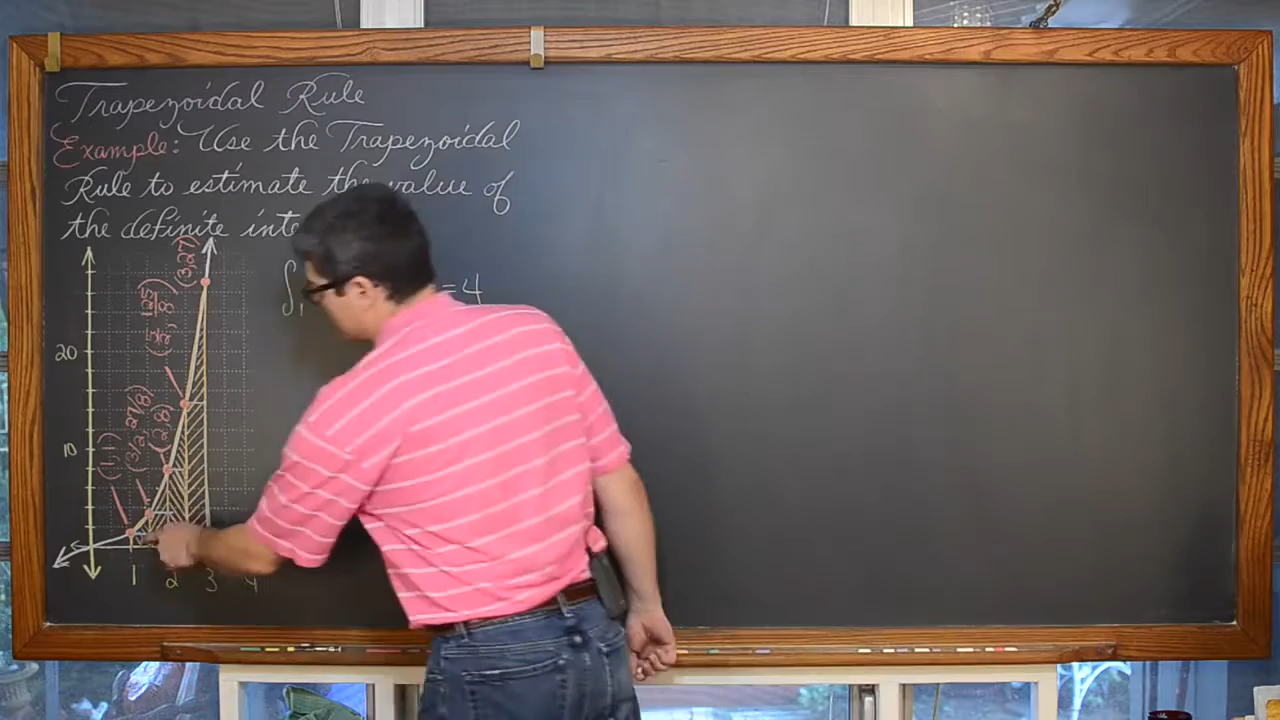 Trapezoidal Rule
Example: Use the Trapezoidal
Rule to estimate the value of
the definite inte
∫₁ =4
(3,27)
(5/2, 125/8)
20
(3/2, 27/8)
(2,8)
(1,1)
10
1 2 3 4